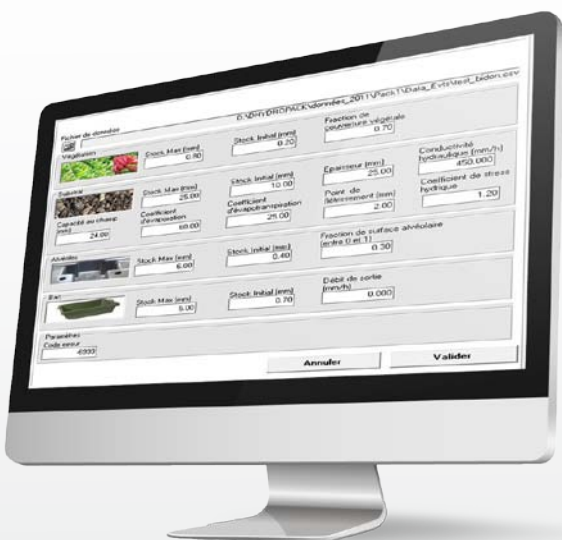 Fichier de données
D:\DHYDROPACK\données_2011\Pack1\Data_Evts\test_bidon.csv
Végétation
Stock Max (mm)
0.80
Stock Initial (mm)
0.20
Fraction de couverture végétale
0.70
Substrat
Stock Max (mm)
25.00
Stock Initial (mm)
10.00
Epaisseur (mm)
25.00
Conductivité hydraulique (mm/h)
450.000
Capacité au champ (mm)
24.00
Coefficient d'évaporation
Coefficient d'évapotranspiration
25.00
Point de flétrissement (mm)
2.00
Coefficient de stress hydrique
1.20
Alvéoles
Stock Max (mm)
6.00
Stock Initial (mm)
0.40
Fraction de surface alvéolaire (entre 0 et 1)
0.30
Bac
Stock Max (mm)
5.00
Stock Initial (mm)
0.70
Débit de sortie (mm/h)
0.000
Paramètres
Code erreur
Annuler
Valider